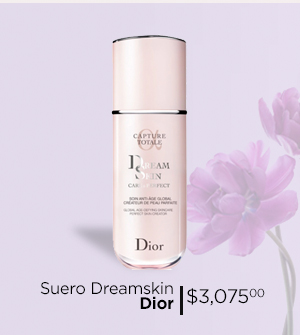 CAPTURE
TOTALE
DREAM
SKIN
CARE & PERFECT
SOIN ANTI-ÂGE GLOBAL
CRÉATEUR DE PEAU PARFAITE
GLOBAL AGE-DEFYING SKINCARE
PERFECT SKIN CREATOR
Dior
Suero Dreamskin
Dior
$3,075⁰⁰